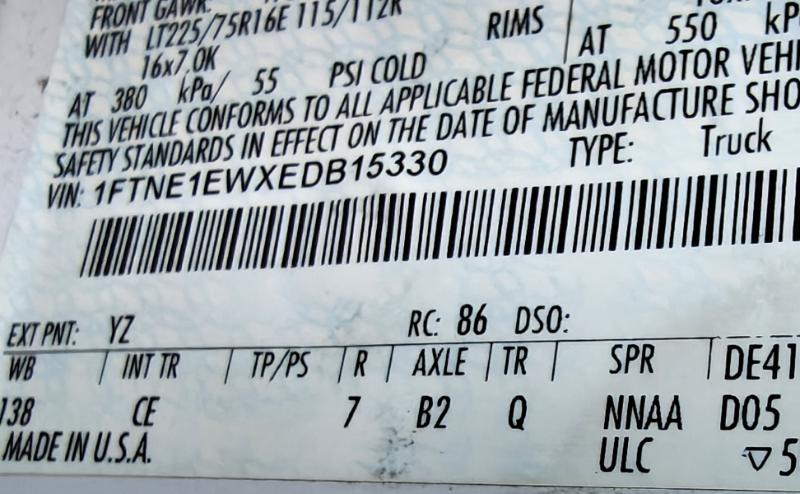 FRONT GAWR:
WITH LT225/75R16E 115/112R
16x7.0K RIMS
AT 380 kPa/ 55 PSI COLD AT 550 kP
THIS VEHICLE CONFORMS TO ALL APPLICABLE FEDERAL MOTOR VEHI
SAFETY STANDARDS IN EFFECT ON THE DATE OF MANUFACTURE SHO
VIN: 1FTNE1EWXEDB15330 TYPE: Truck
EXT PNT: YZ RC: 86 DSO:
WB INT TR TP/PS R AXLE TR SPR DE41
138 CE 7 B2 Q NNAA D05
MADE IN U.S.A. ULC ▽5